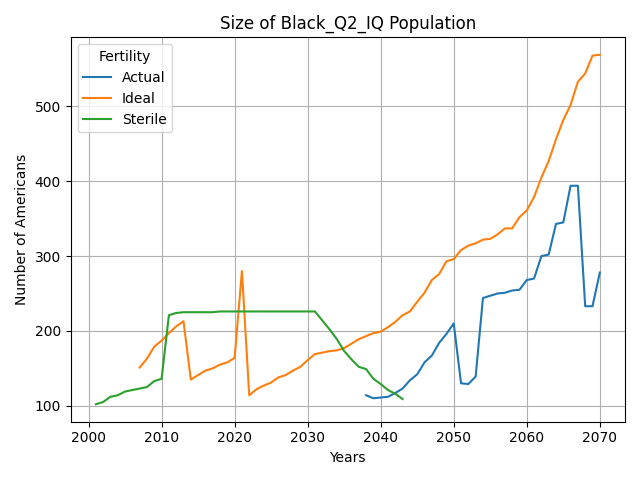 Size of Black_Q2_IQ Population
Fertility
Actual
Ideal
Sterile
Number of Americans
500
400
300
200
100
2000 2010 2020 2030 2040 2050 2060 2070
Years